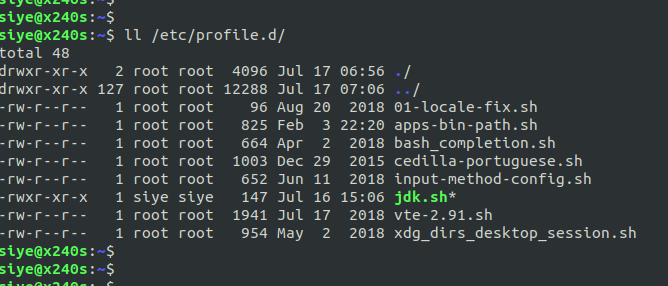 siye@x240s:~$
siye@x240s:~$
siye@x240s:~$ ll /etc/profile.d/
total 48
drwxr-xr-x   2 root root  4096 Jul 17 06:56 ./
drwxr-xr-x 127 root root 12288 Jul 17 07:06 ../
-rw-r--r--   1 root root    96 Aug 20  2018 01-locale-fix.sh
-rw-r--r--   1 root root   825 Feb  3 22:20 apps-bin-path.sh
-rw-r--r--   1 root root   664 Apr  2  2018 bash_completion.sh
-rw-r--r--   1 root root  1003 Dec 29  2015 cedilla-portuguese.sh
-rw-r--r--   1 root root   652 Jun 11  2018 input-method-config.sh
-rwxr-xr-x   1 siye siye   147 Jul 16 15:06 jdk.sh*
-rw-r--r--   1 root root  1941 Jul 17  2018 vte-2.91.sh
-rw-r--r--   1 root root   954 May  2  2018 xdg_dirs_desktop_session.sh
siye@x240s:~$
siye@x240s:~$
siye@x240s:~$